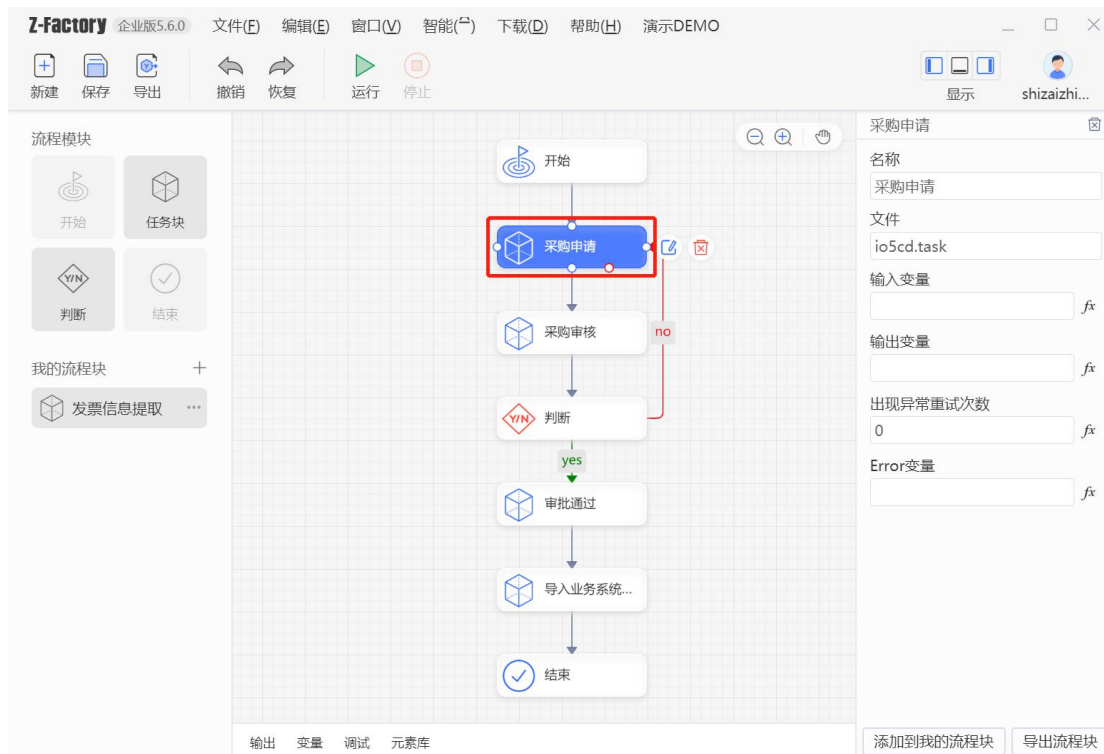 Z-Factory 企业版5.6.0 文件(F) 编辑(E) 窗口(V) 智能(凸) 下载(D) 帮助(H) 演示DEMO
新建 保存 导出 撤销 恢复 运行 停止 显示 shizaizhi...
流程模块
开始 任务块
Y/N
判断 结束
我的流程块
发票信息提取
开始
采购申请
采购审核
no
Y/N 判断
yes
审批通过
导入业务系统...
结束
输出 变量 调试 元素库
采购申请
名称
采购申请
文件
io5cd.task
输入变量
fx
输出变量
fx
出现异常重试次数
0 fx
Error变量
fx
添加到我的流程块 导出流程块